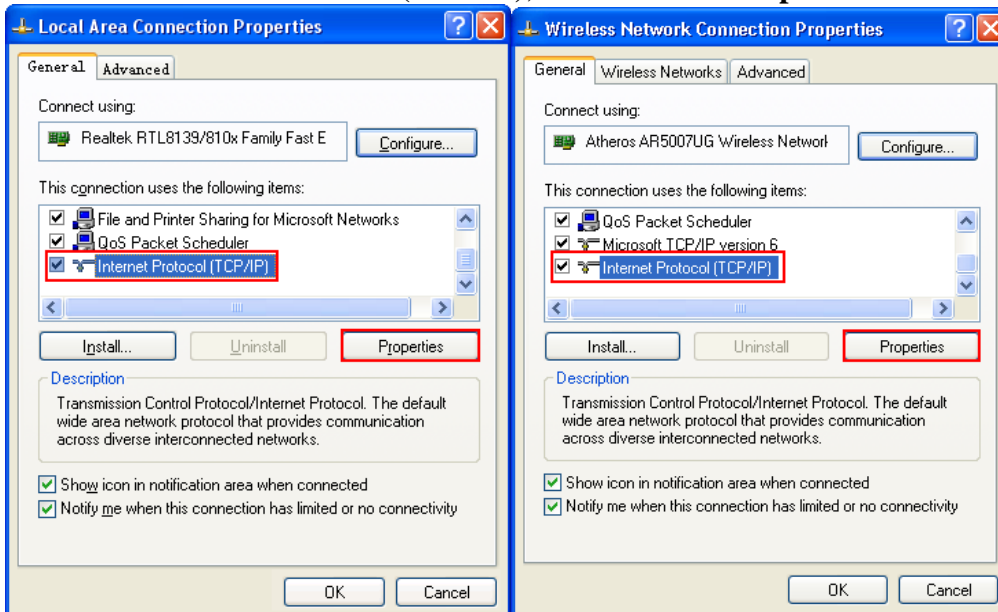 Local Area Connection Properties
General Advanced
Connect using:
Realtek RTL8139/810x Family Fast E
Configure...
This connection uses the following items:
File and Printer Sharing for Microsoft Networks
QoS Packet Scheduler
Internet Protocol (TCP/IP)
Install... Uninstall Properties
Description
Transmission Control Protocol/Internet Protocol. The default
wide area network protocol that provides communication
across diverse interconnected networks.
Show icon in notification area when connected
Notify me when this connection has limited or no connectivity
OK Cancel
Wireless Network Connection Properties
General Wireless Networks Advanced
Connect using:
Atheros AR5007UG Wireless Network
Configure...
This connection uses the following items:
QoS Packet Scheduler
Microsoft TCP/IP version 6
Internet Protocol (TCP/IP)
Install... Uninstall Properties
Description
Transmission Control Protocol/Internet Protocol. The default
wide area network protocol that provides communication
across diverse interconnected networks.
Show icon in notification area when connected
Notify me when this connection has limited or no connectivity
OK Cancel